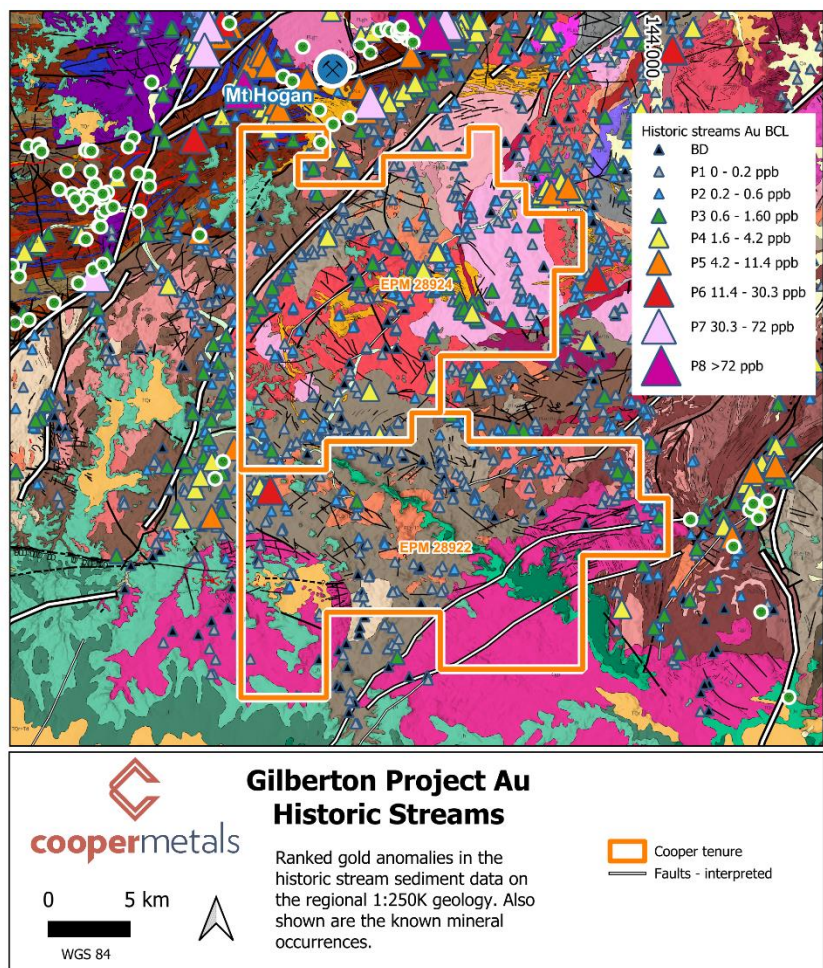 144.000
Mt Hogan
Historic streams Au BCL
BD
P1 0 - 0.2 ppb
P2 0.2 - 0.6 ppb
P3 0.6 - 1.60 ppb
P4 1.6 - 4.2 ppb
P5 4.2 - 11.4 ppb
P6 11.4 - 30.3 ppb
P7 30.3 - 72 ppb
P8 >72 ppb
EPM 28924
EPM 28922
coopermetals
0 5 km
WGS 84
Gilberton Project Au
Historic Streams
Ranked gold anomalies in the
historic stream sediment data on
the regional 1:250K geology. Also
shown are the known mineral
occurrences.
Cooper tenure
Faults - interpreted